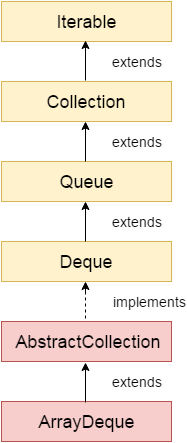 Iterable
extends
Collection
extends
Queue
extends
Deque
implements
AbstractCollection
extends
ArrayDeque